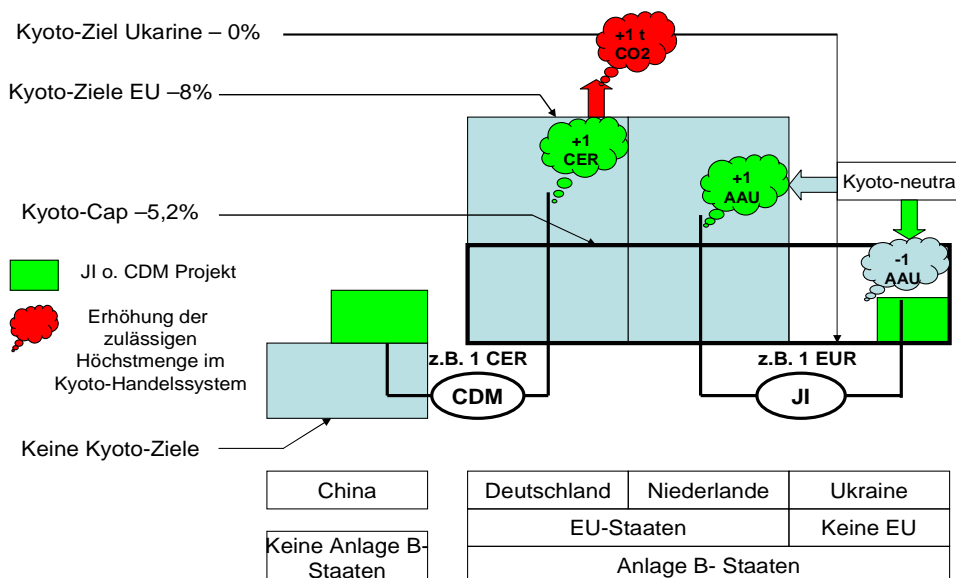 Kyoto-Ziel Ukarine – 0%
+1 t
CO2
Kyoto-Ziele EU –8%
+1
CER
+1
AAU
Kyoto-neutral
Kyoto-Cap –5,2%
-1
AAU
JI o. CDM Projekt
Erhöhung der
zulässigen
Höchstmenge im
Kyoto-Handelssystem
z.B. 1 CER
z.B. 1 EUR
CDM
JI
Keine Kyoto-Ziele
China
Deutschland
Niederlande
Ukraine
EU-Staaten
Keine EU
Keine Anlage B-
Staaten
Anlage B- Staaten